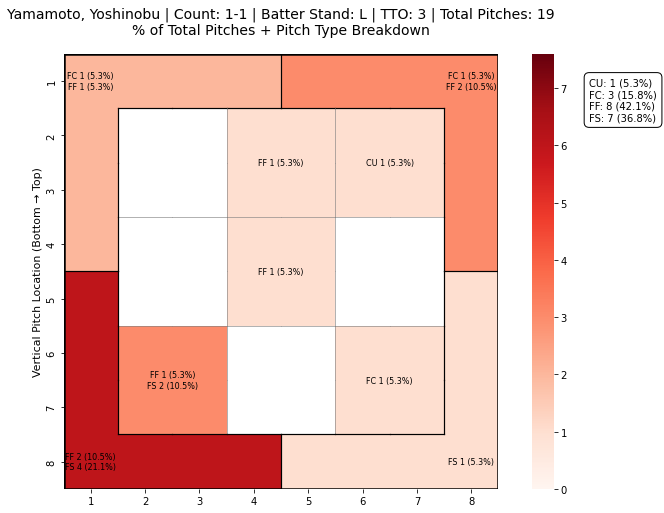 Yamamoto, Yoshinobu | Count: 1-1 | Batter Stand: L | TTO: 3 | Total Pitches: 19
% of Total Pitches + Pitch Type Breakdown
Vertical Pitch Location (Bottom → Top)
1
2
3
4
5
6
7
8
FC 1 (5.3%)
FF 1 (5.3%)
FC 1 (5.3%)
FF 2 (10.5%)
FF 1 (5.3%)
CU 1 (5.3%)
FF 1 (5.3%)
FF 1 (5.3%)
FS 2 (10.5%)
FC 1 (5.3%)
FF 2 (10.5%)
FS 4 (21.1%)
FS 1 (5.3%)
1
2
3
4
5
6
7
8
7
6
5
4
3
2
1
0
CU: 1 (5.3%)
FC: 3 (15.8%)
FF: 8 (42.1%)
FS: 7 (36.8%)